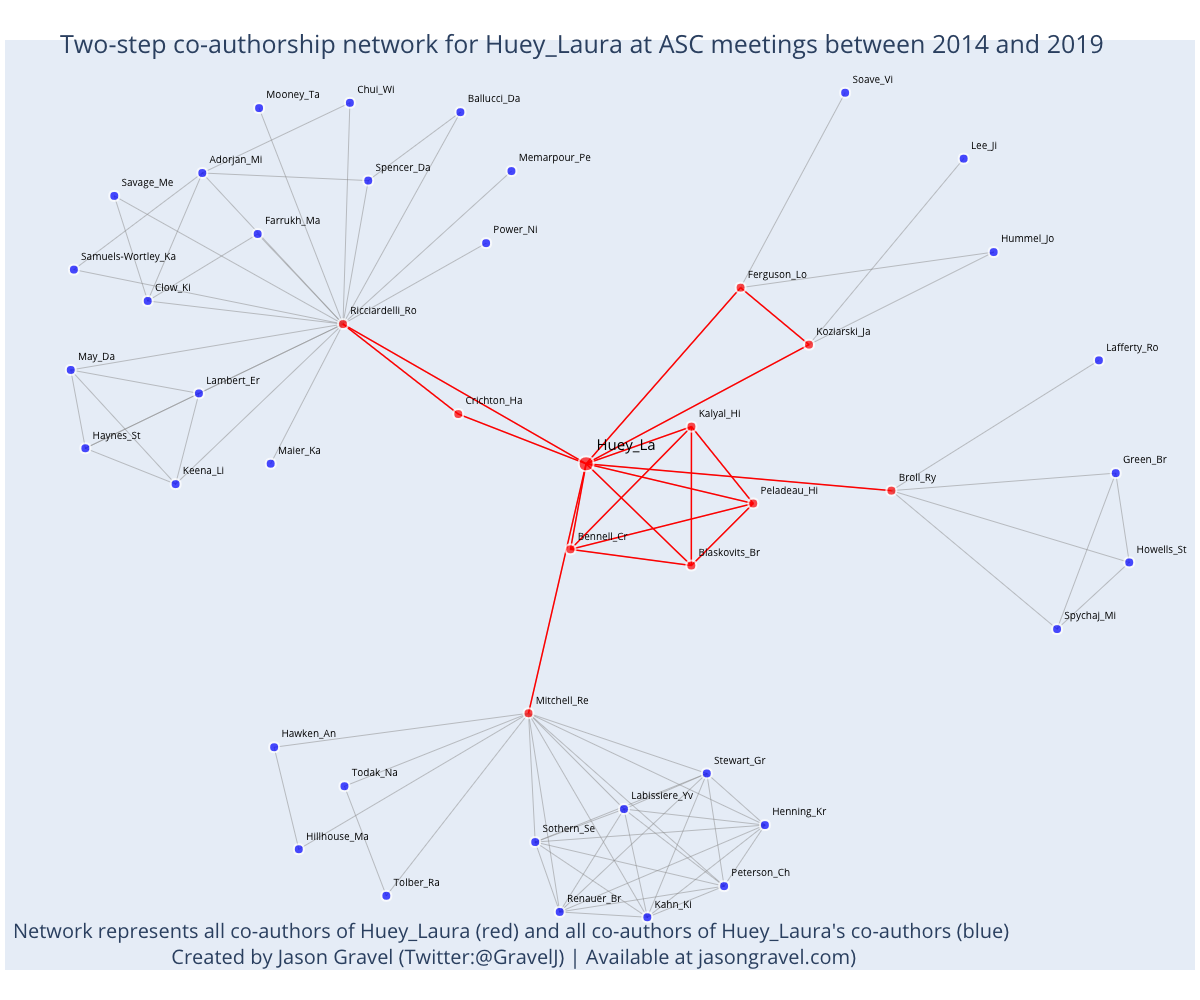 Two-step co-authorship network for Huey_Laura at ASC meetings between 2014 and 2019
Soave_Vi
Mooney_Ta
Chui_Wi
Ballucci_Da
Lee_Ji
Adorjan_Mi
Spencer_Da
Memarpour_Pe
Savage_Me
Farrukh_Ma
Power_Ni
Hummel_Jo
Samuels-Wortley_Ka
Ferguson_Lo
Clow_Ki
Ricciardelli_Ro
Koziarski_Ja
May_Da
Lafferty_Ro
Lambert_Er
Crichton_Ha
Kalyal_Hi
Haynes_St
Huey_La
Maier_Ka
Green_Br
Keena_Li
Broll_Ry
Peladeau_Hi
Bennell_Cr
Blaskovits_Br
Howells_St
Spychaj_Mi
Mitchell_Re
Hawken_An
Stewart_Gr
Todak_Na
Labissiere_Yv
Henning_Kr
Hillhouse_Ma
Sothern_Se
Peterson_Ch
Tolber_Ra
Renauer_Br
Kahn_Ki
Network represents all co-authors of Huey_Laura (red) and all co-authors of Huey_Laura's co-authors (blue)
Created by Jason Gravel (Twitter:@GravelJ) | Available at jasongravel.com)